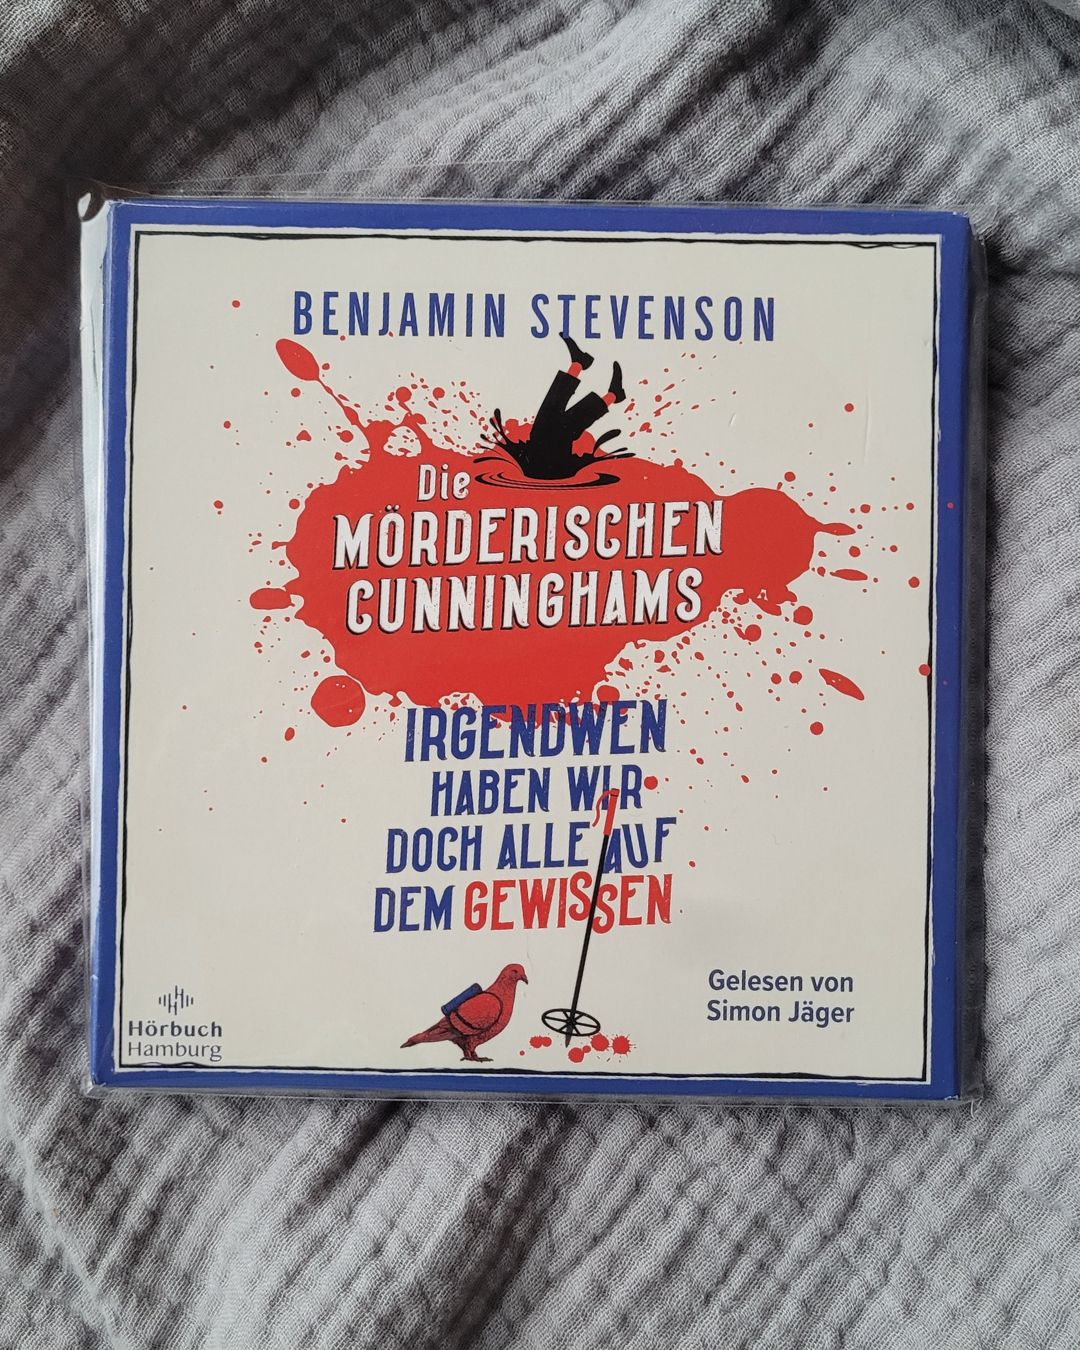 BENJAMIN STEVENSON
Die
MÖRDERISCHEN
CUNNINGHAMS
IRGENDWEN
HABEN WIR
DOCH ALLE AUF
DEM GEWISSEN
Gelesen von
Simon Jäger
Hörbuch
Hamburg